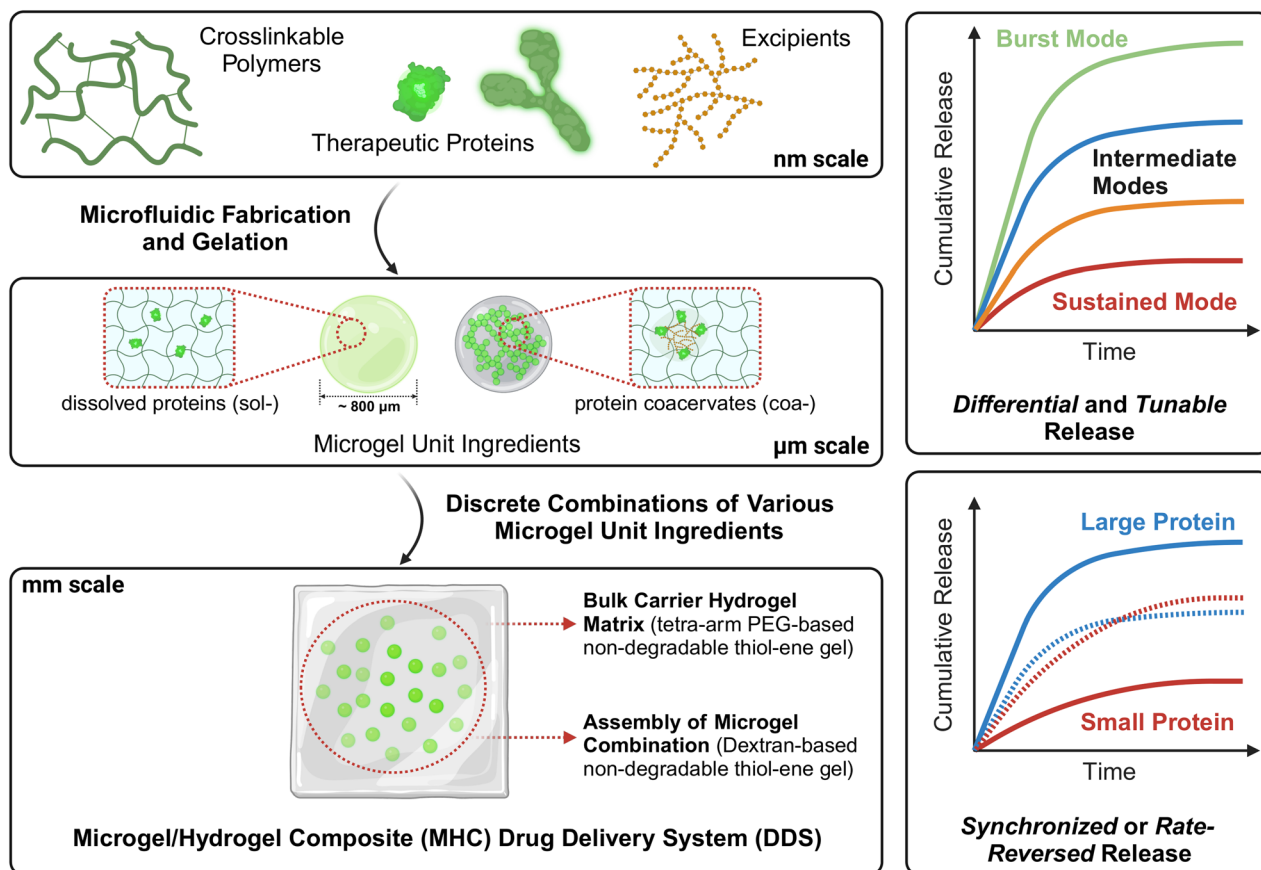 Crosslinkable
Polymers
Therapeutic Proteins
Excipients
nm scale
Microfluidic Fabrication
and Gelation
dissolved proteins (sol-)
~ 800 µm
protein coacervates (coa-)
Microgel Unit Ingredients
µm scale
Discrete Combinations of Various
Microgel Unit Ingredients
mm scale
Bulk Carrier Hydrogel
Matrix (tetra-arm PEG-based
non-degradable thiol-ene gel)
Assembly of Microgel
Combination (Dextran-based
non-degradable thiol-ene gel)
Microgel/Hydrogel Composite (MHC) Drug Delivery System (DDS)
Burst Mode
Intermediate
Modes
Sustained Mode
Cumulative Release
Time
Differential and Tunable
Release
Large Protein
Small Protein
Cumulative Release
Time
Synchronized or Rate-
Reversed Release